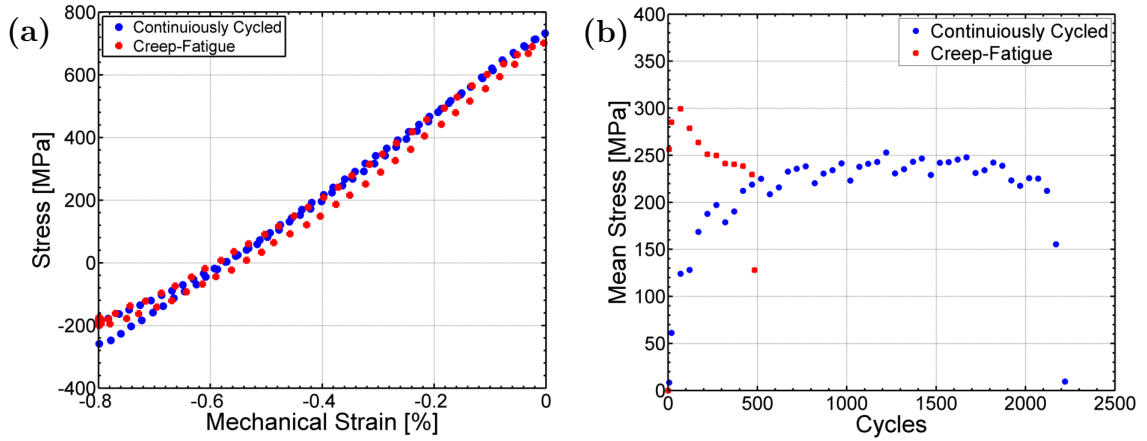 (a)
Continuiously Cycled
Creep-Fatigue
800
600
400
200
0
-200
-400
Stress [MPa]
-0.8
-0.6
-0.4
-0.2
0
Mechanical Strain [%]
(b)
Continuiously Cycled
Creep-Fatigue
400
350
300
250
200
150
100
50
0
Mean Stress [MPa]
0
500
1000
1500
2000
2500
Cycles